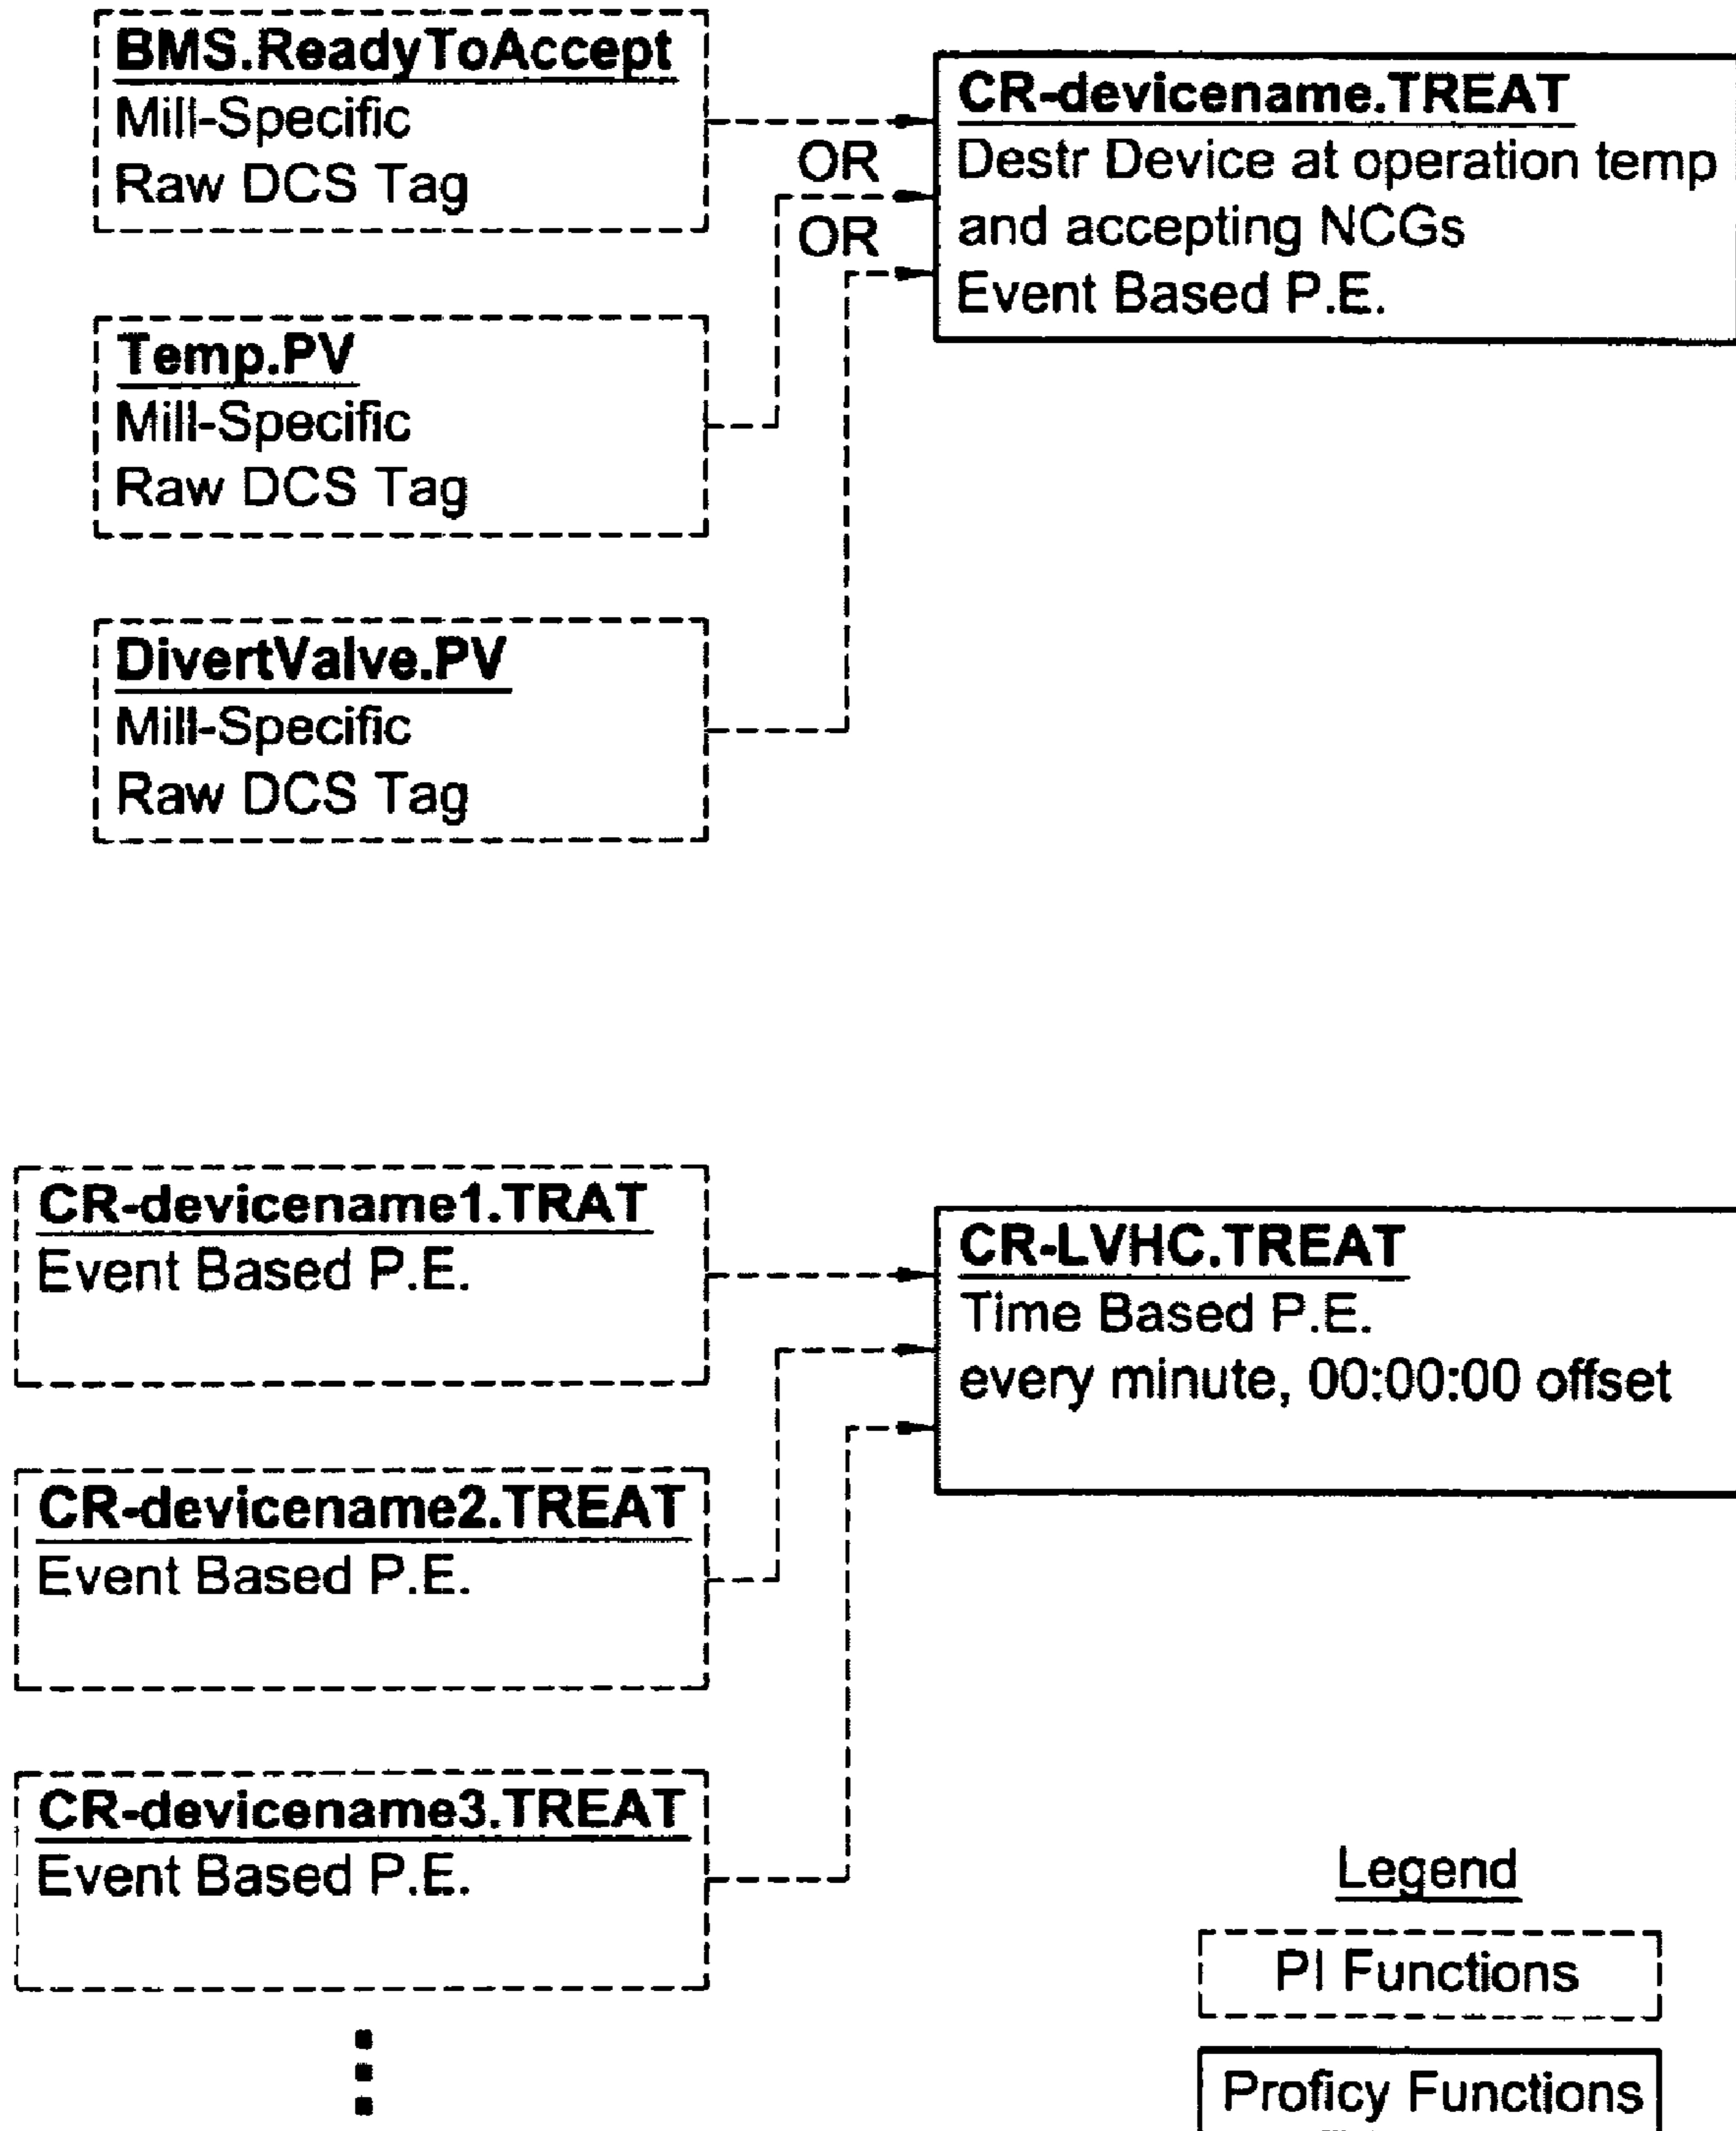 BMS.ReadyToAccept
Mill-Specific
Raw DCS Tag
CR-devicename.TREAT
Destr Device at operation temp
and accepting NCGs
Event Based P.E.
OR
OR
Temp.PV
Mill-Specific
Raw DCS Tag
DivertValve.PV
Mill-Specific
Raw DCS Tag
CR-devicename1.TRAT
Event Based P.E.
CR-LVHC.TREAT
Time Based P.E.
every minute, 00:00:00 offset
CR-devicename2.TREAT
Event Based P.E.
CR-devicename3.TREAT
Event Based P.E.
Legend
PI Functions
Proficy Functions